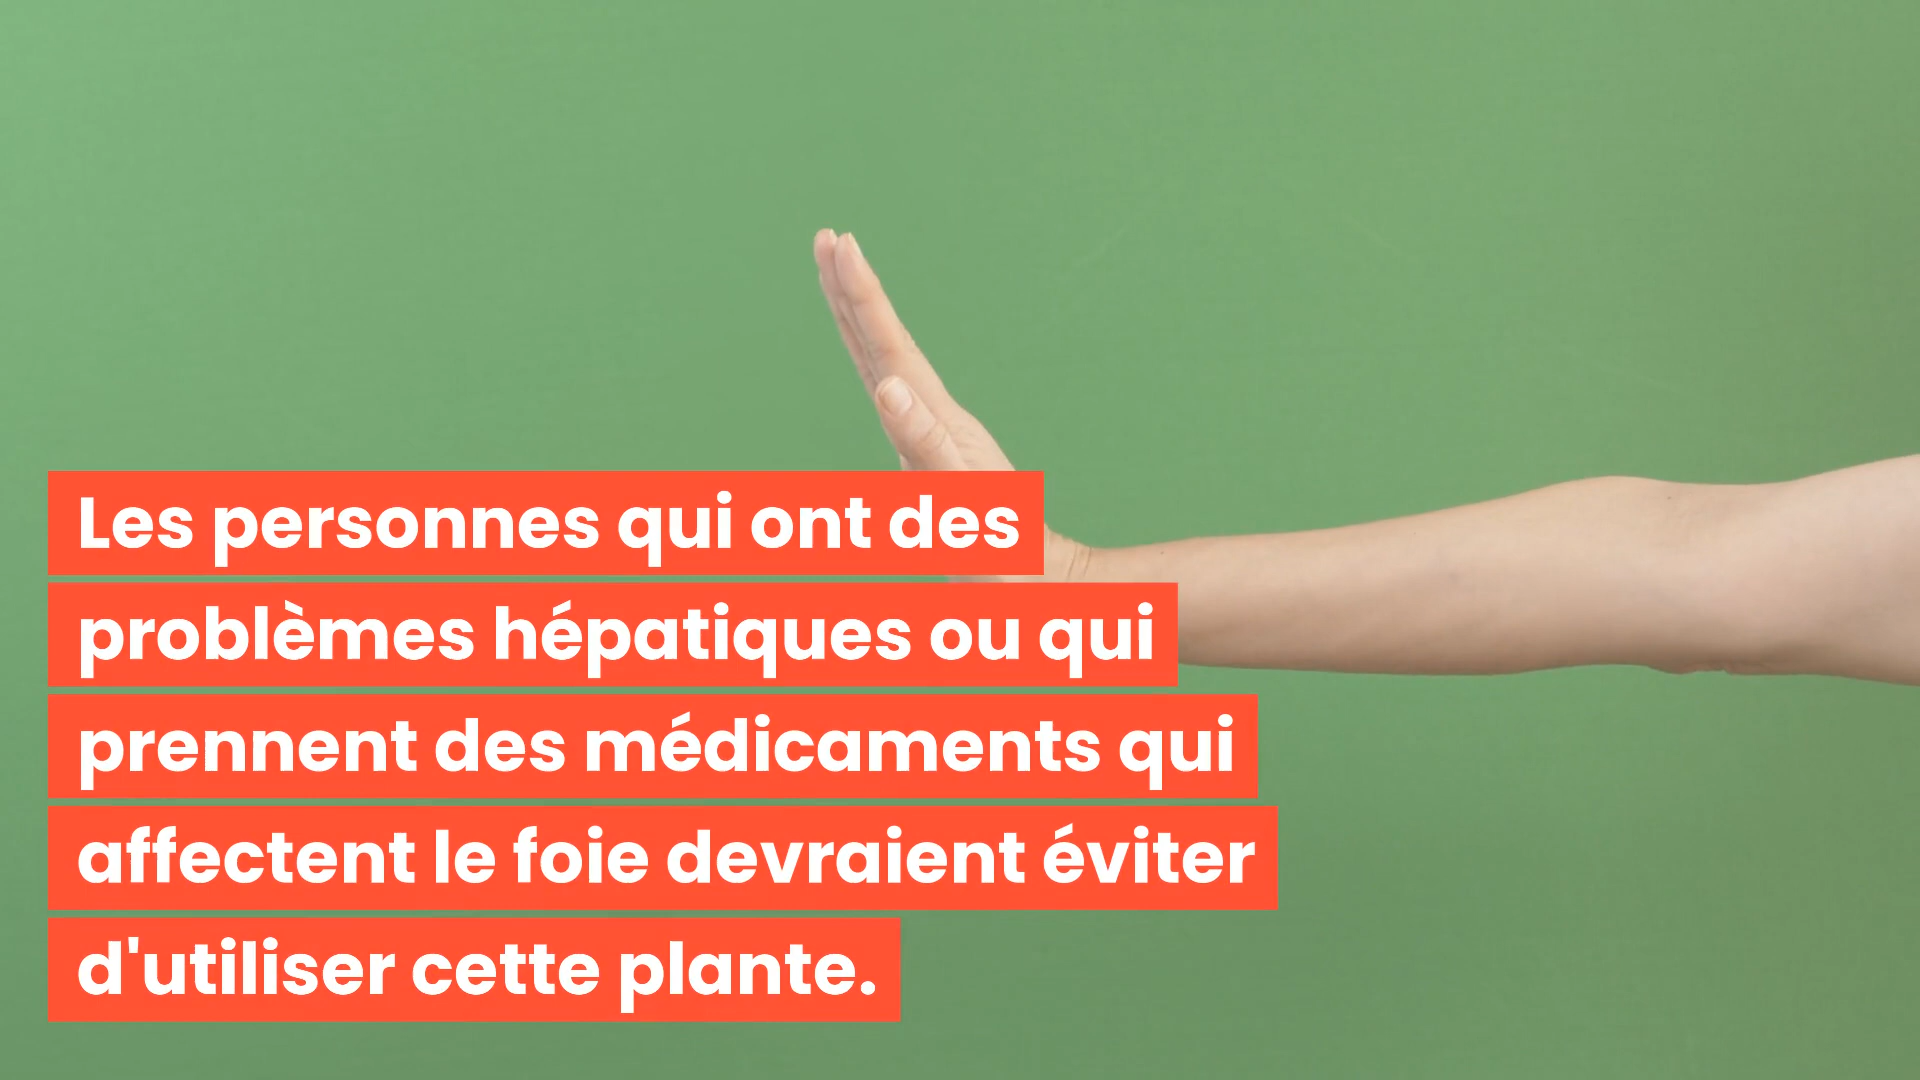 Les personnes qui ont des
problèmes hépatiques ou qui
prennent des médicaments qui
affectent le foie devraient éviter
d'utiliser cette plante.